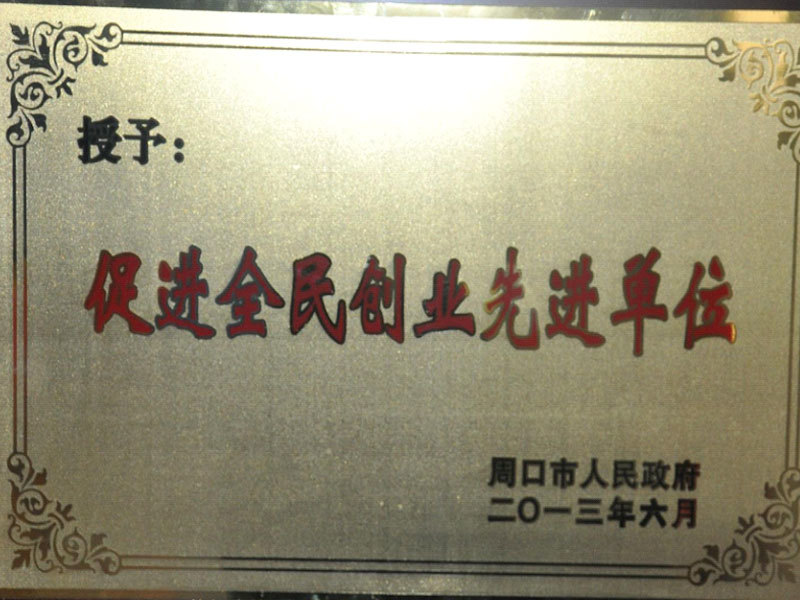 授予：
促进全民创业先进单位
周口市人民政府
二〇一三年六月